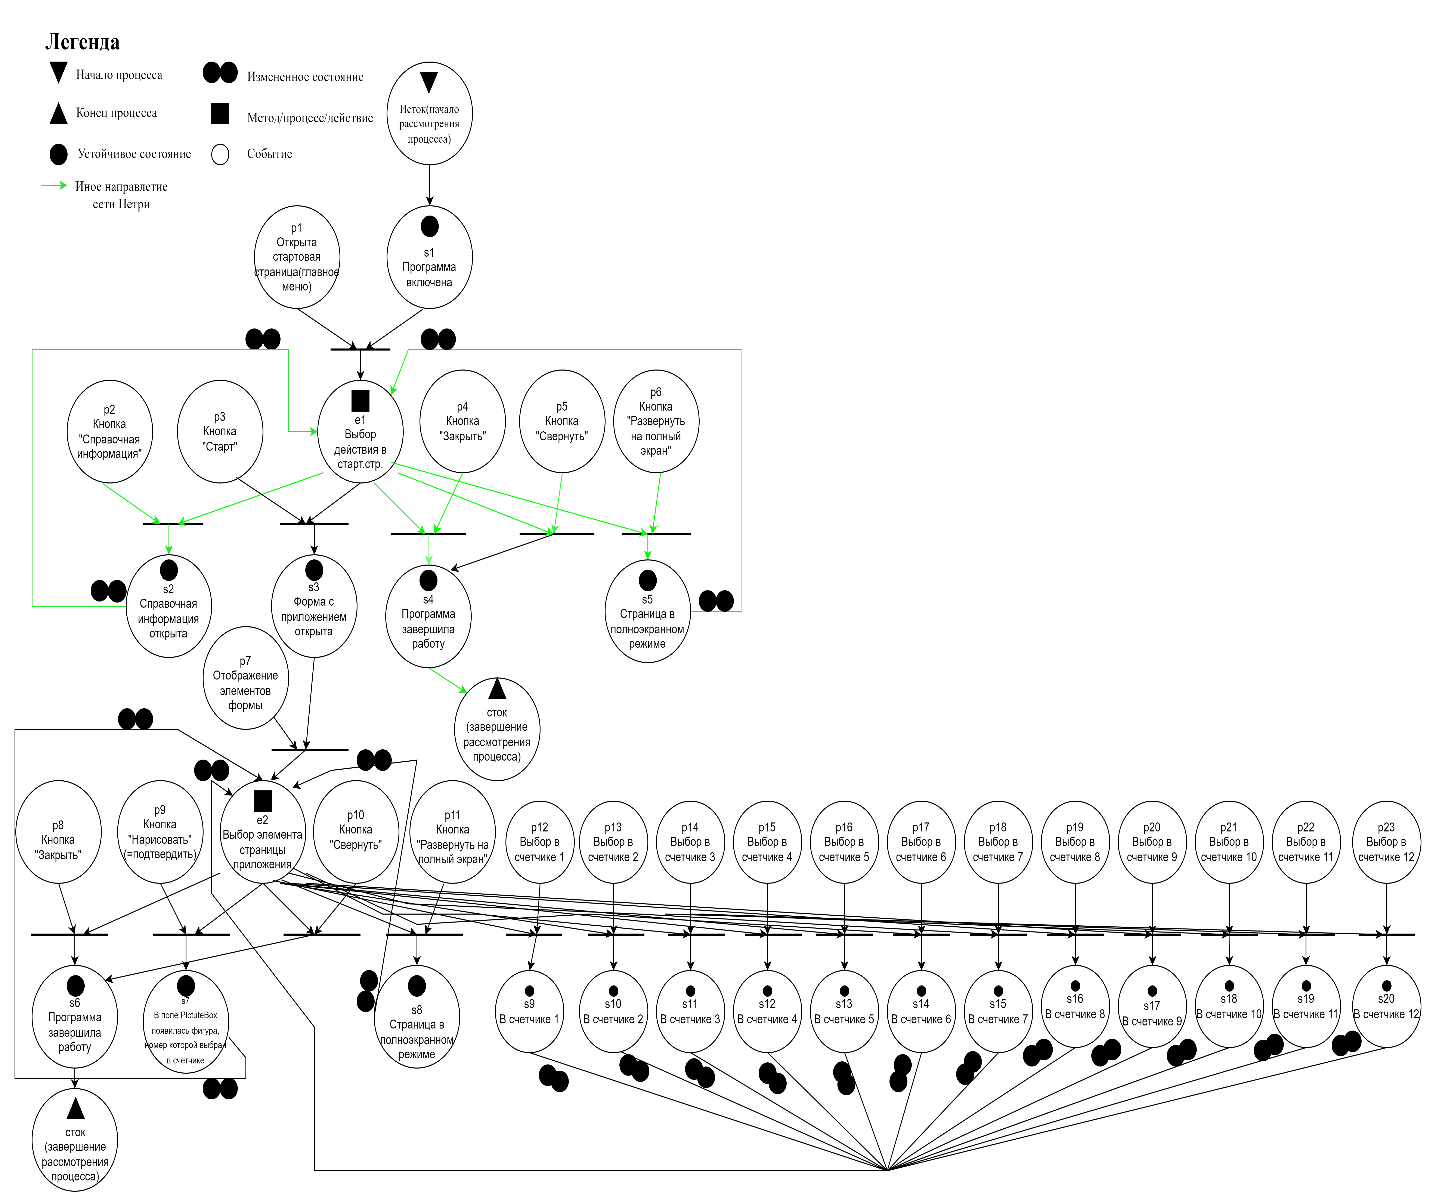 Легенда
Начало процесса
Измененное состояние
Конец процесса
Метод/процесс/действие
Устойчивое состояние
Событие
Иное направлетие
сети Петри
Исток(начало
рассмотрения
процесса)
p1
Открыта
стартовая
страница(главное
меню)
s1
Программа
включена
p2
Кнопка
"Справочная
информация"
p3
Кнопка
"Старт"
e1
Выбор
действия в
старт.стр.
p4
Кнопка
"Закрыть"
p5
Кнопка
"Свернуть"
p6
Кнопка
"Развернуть
на полный
экран"
s2
Справочная
информация
открыта
s3
Форма с
приложением
открыта
s4
Программа
завершила
работу
s5
Страница в
полноэкранном
режиме
p7
Отображение
элементов
формы
сток
(завершение
рассмотрения
процесса)
p8
Кнопка
"Закрыть"
p9
Кнопка
"Нарисовать"
(=подтвердить)
e2
Выбор элемента
страницы
приложения
p10
Кнопка
"Свернуть"
p11
Кнопка
"Развернуть на
полный экран"
p12
Выбор в
счетчике 1
p13
Выбор в
счетчике 2
p14
Выбор в
счетчике 3
p15
Выбор в
счетчике 4
p16
Выбор в
счетчике 5
p17
Выбор в
счетчике 6
p18
Выбор в
счетчике 7
p19
Выбор в
счетчике 8
p20
Выбор в
счетчике 9
p21
Выбор в
счетчике 10
p22
Выбор в
счетчике 11
p23
Выбор в
счетчике 12
s6
Программа
завершила
работу
s7
В поле PictuteBox
появилась фигура,
номер которой выбран
в счетчике
s8
Страница в
полноэкранном
режиме
s9
В счетчике 1
s10
В счетчике 2
s11
В счетчике 3
s12
В счетчике 4
s13
В счетчике 5
s14
В счетчике 6
s15
В счетчике 7
s16
В счетчике 8
s17
В счетчике 9
s18
В счетчике 10
s19
В счетчике 11
s20
В счетчике 12
сток
(завершение
рассмотрения
процесса)